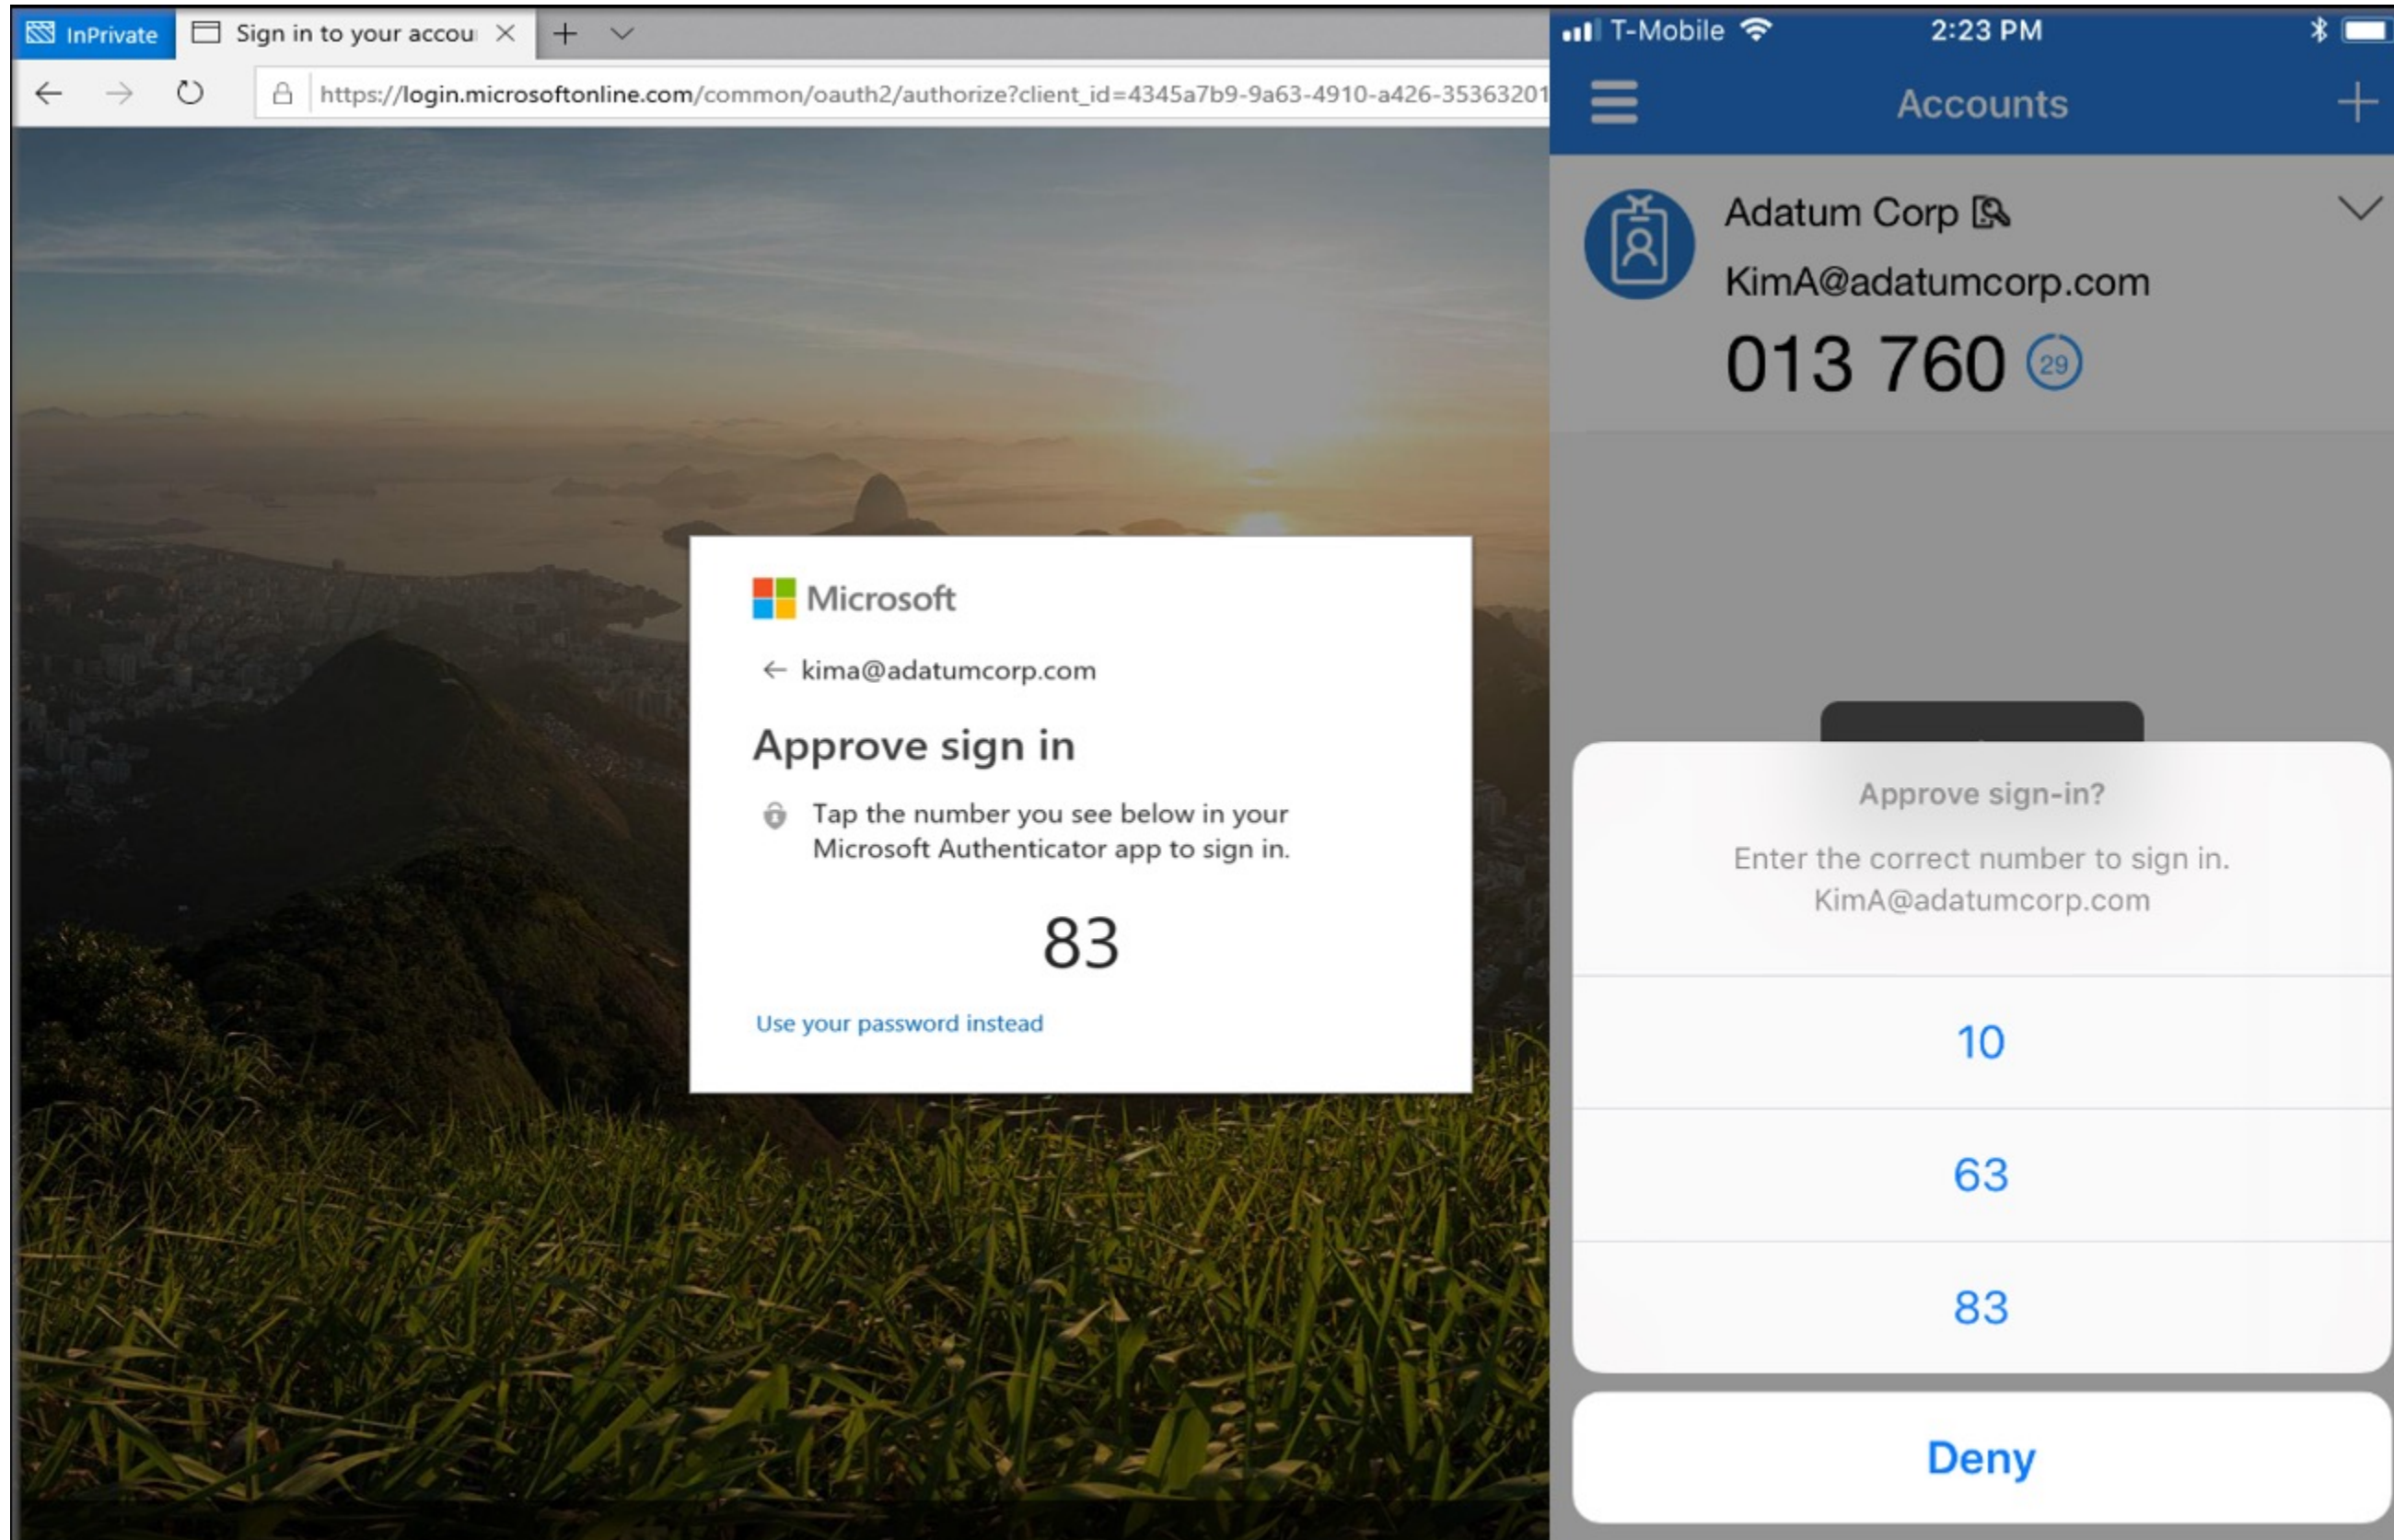 InPrivate
Sign in to your accou
https://login.microsoftonline.com/common/oauth2/authorize?client_id=4345a7b9-9a63-4910-a426-35363201
Microsoft
kima@adatumcorp.com
Approve sign in
Tap the number you see below in your
Microsoft Authenticator app to sign in.
83
Use your password instead
T-Mobile 2:23 PM
Accounts
Adatum Corp
KimA@adatumcorp.com
013 760 29
Approve sign-in?
Enter the correct number to sign in.
KimA@adatumcorp.com
10
63
83
Deny